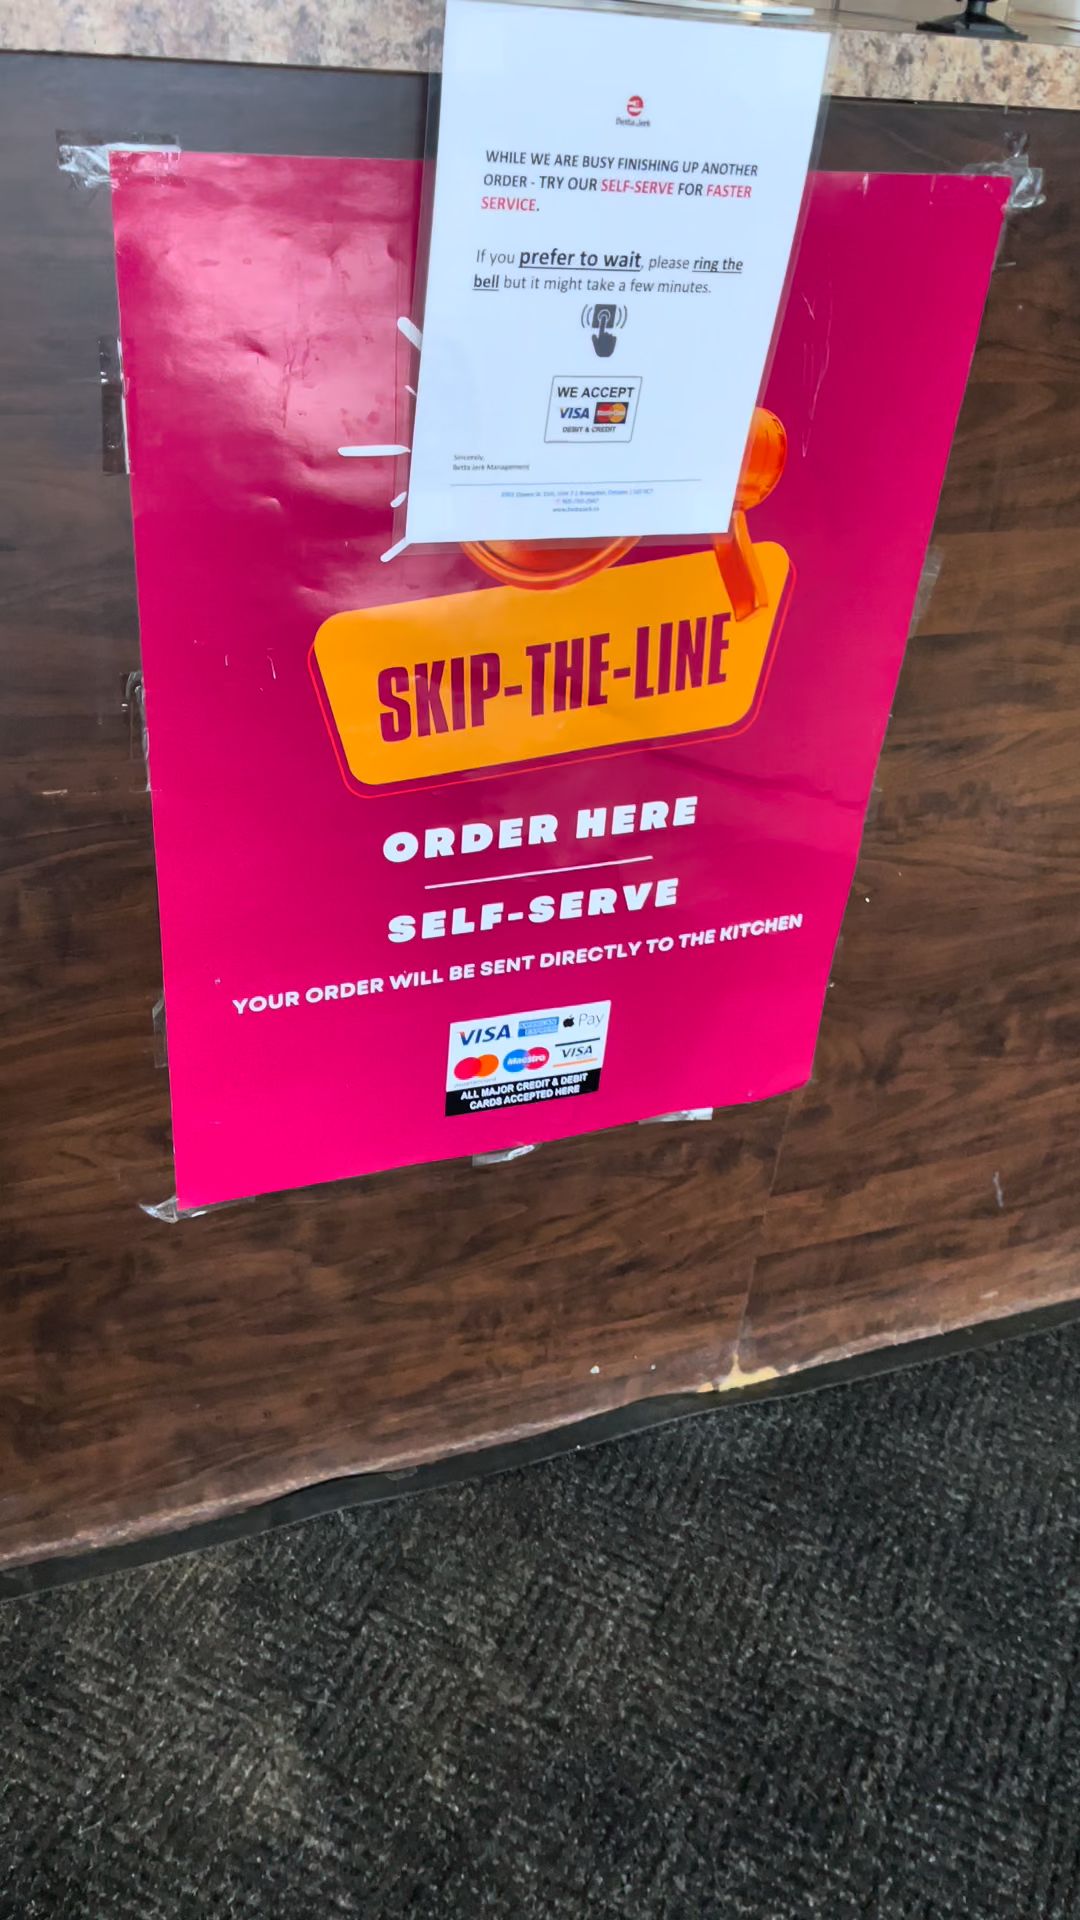 Betta Jerk
WHILE WE ARE BUSY FINISHING UP ANOTHER
ORDER - TRY OUR SELF-SERVE FOR FASTER
SERVICE.
If you prefer to wait, please ring the
bell but it might take a few minutes.
WE ACCEPT
VISA MasterCard
DEBIT & CREDIT
Sincerely,
Betta Jerk Management
SKIP-THE-LINE
ORDER HERE
SELF-SERVE
YOUR ORDER WILL BE SENT DIRECTLY TO THE KITCHEN
VISA AMERICAN EXPRESS Pay
Maestro VISA
ALL MAJOR CREDIT & DEBIT
CARDS ACCEPTED HERE